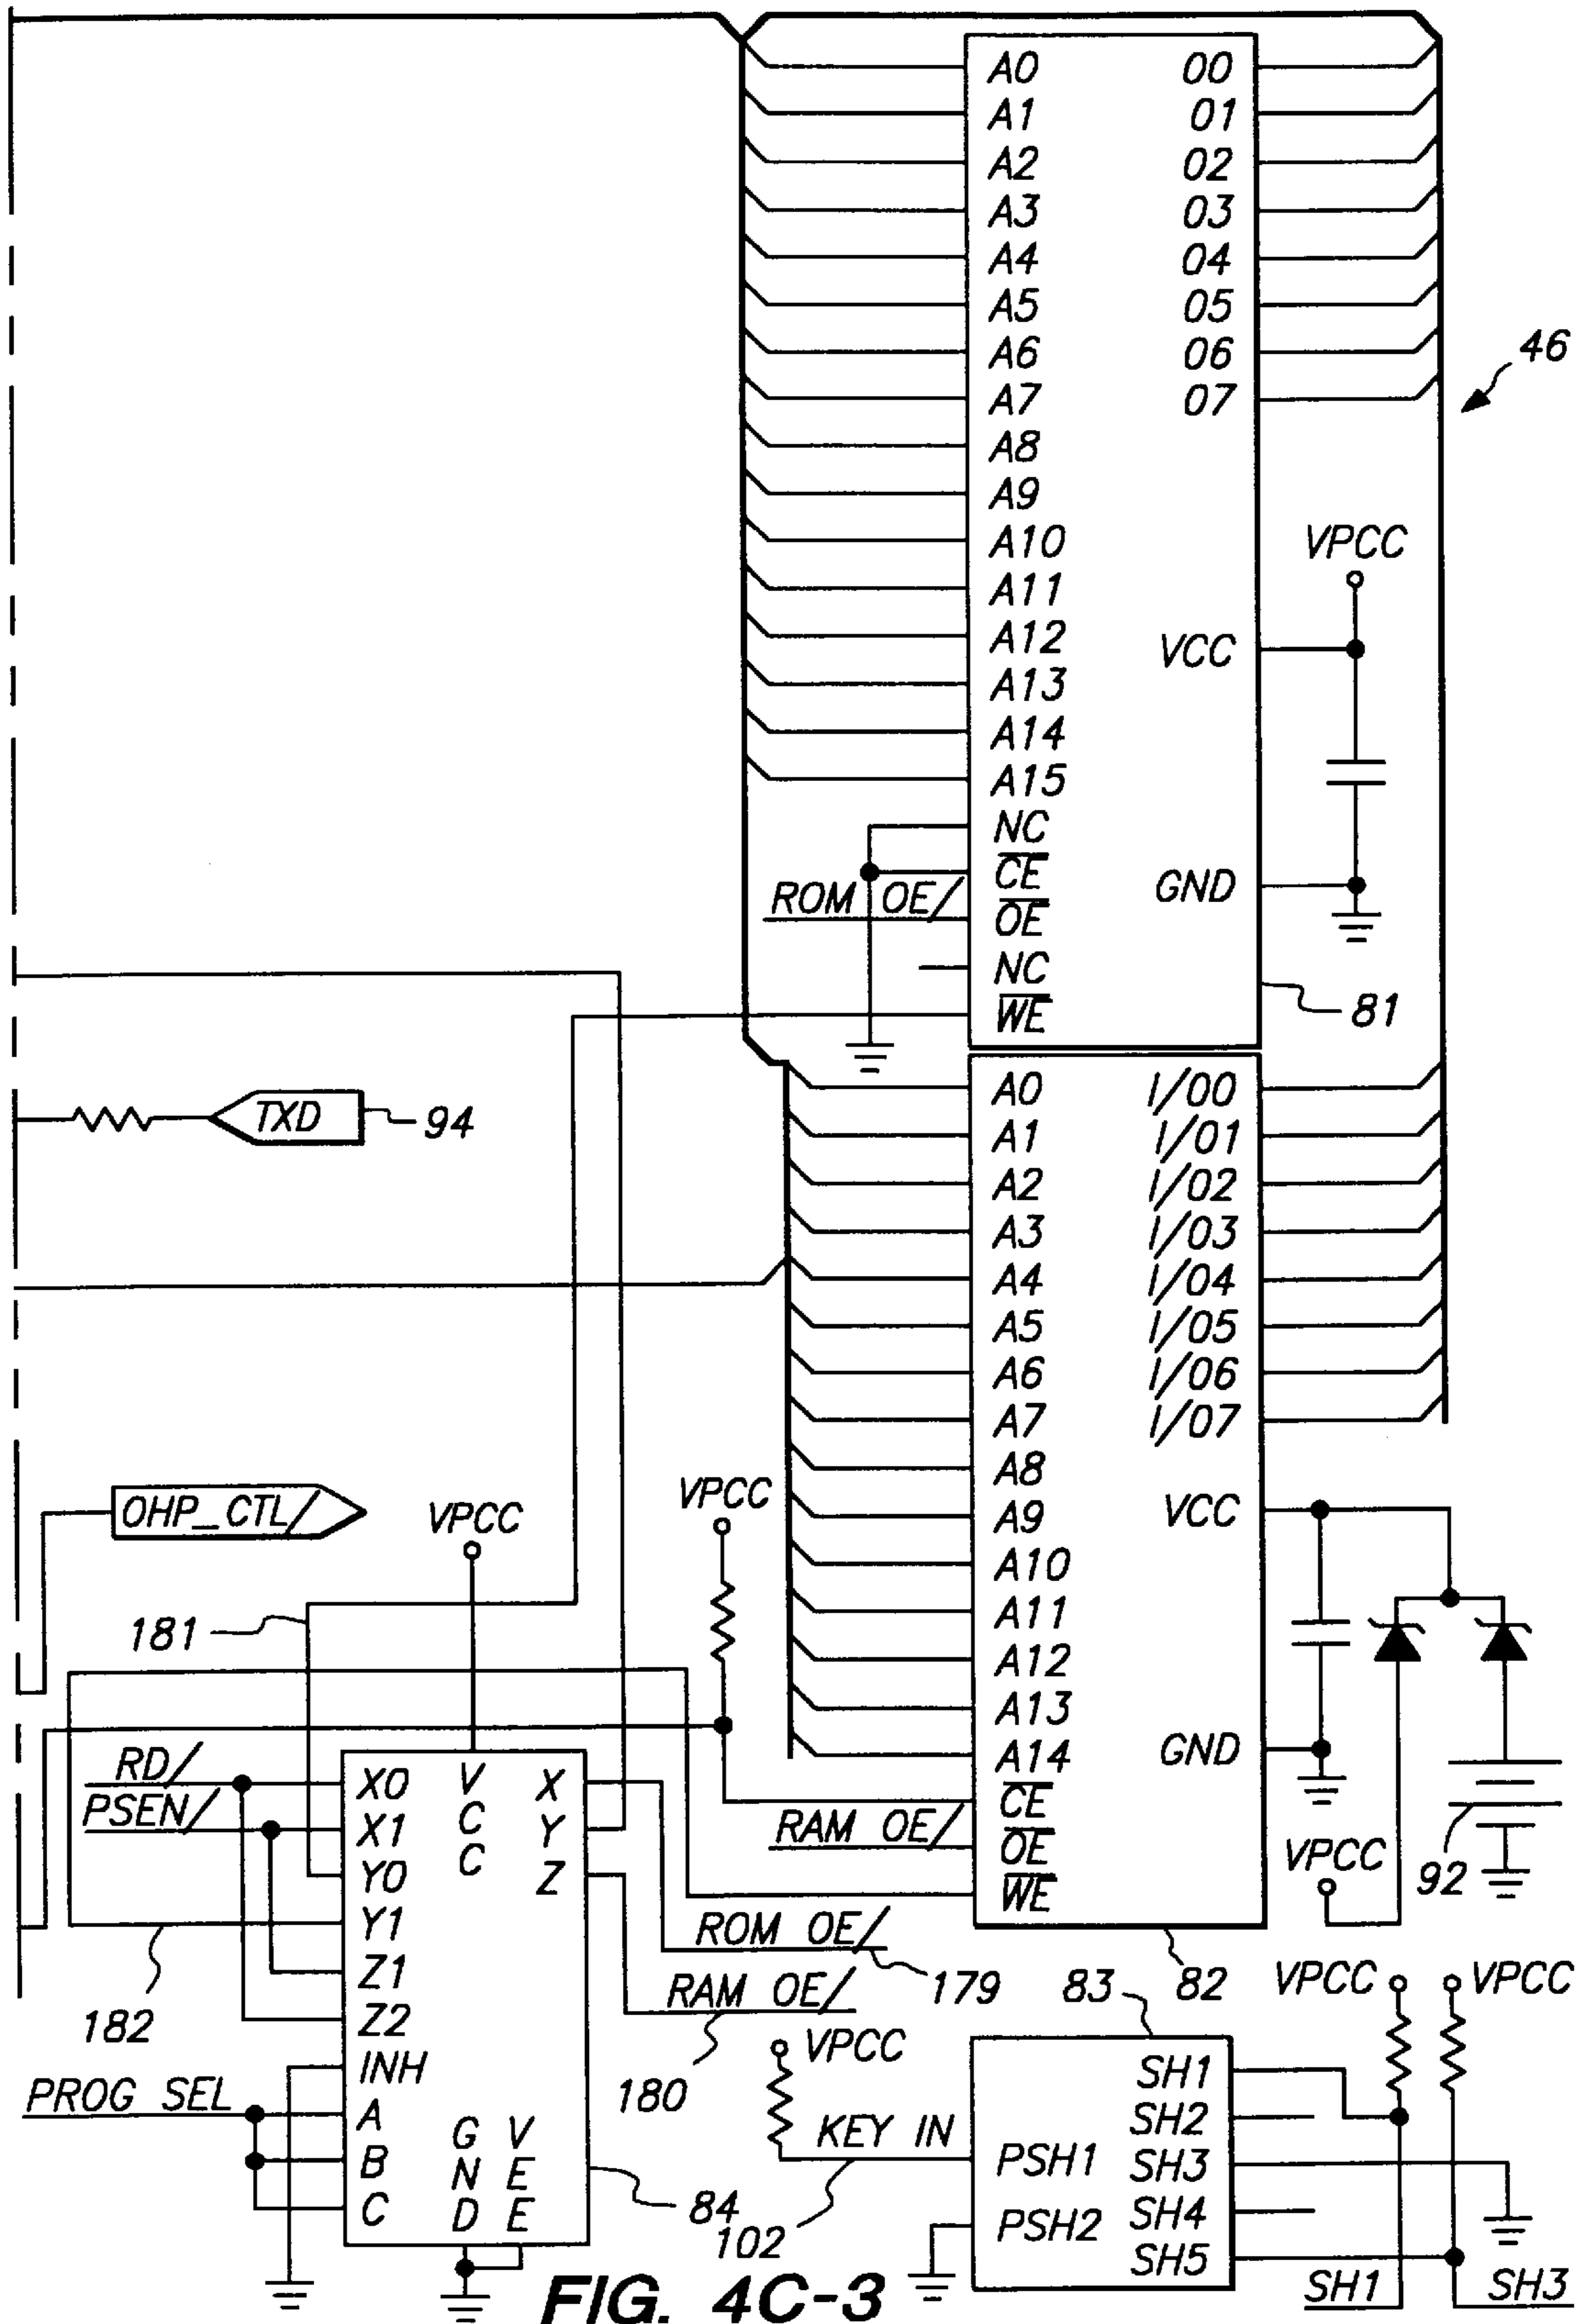 A0 00
A1 01
A2 02
A3 03
A4 04
A5 05
A6 06
A7 07
46
A8
A9
A10
VPCC
A11
A12
VCC
A13
A14
A15
NC
CE
GND
ROM OE/
OE
NC
WE
81
TXD
94
A0 I/00
A1 I/01
A2 I/02
A3 I/03
A4 I/04
A5 I/05
A6 I/06
A7 I/07
A8
A9
VCC
A10
A11
A12
A13
A14
GND
CE
RAM OE/
OE
WE
VPCC
92
82
OHP_CTL/
VPCC
VPCC
181
RD/
PSEN/
X0
X1
Y0
Y1
Z1
Z2
INH
A
B
C
VCC
X
Y
Z
GND
VEE
182
PROG SEL
ROM OE/
179
RAM OE/
180
84
VPCC
KEY IN
102
83
PSH1
PSH2
SH1
SH2
SH3
SH4
SH5
VPCC
VPCC
SH1
SH3
FIG. 4C-3